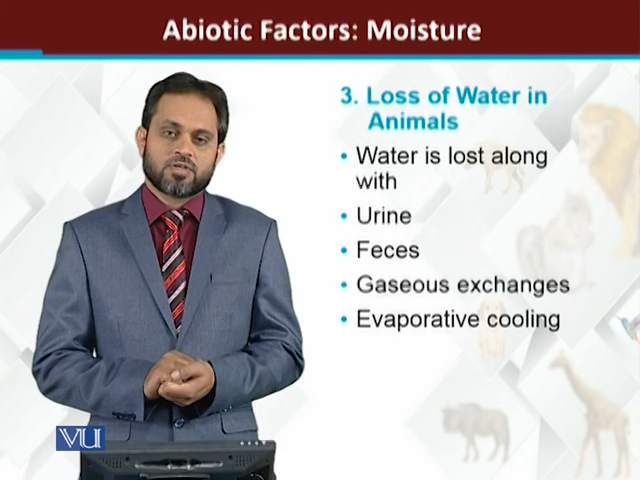 Abiotic Factors: Moisture
3. Loss of Water in
Animals
• Water is lost along
with
• Urine
• Feces
• Gaseous exchanges
• Evaporative cooling
VU